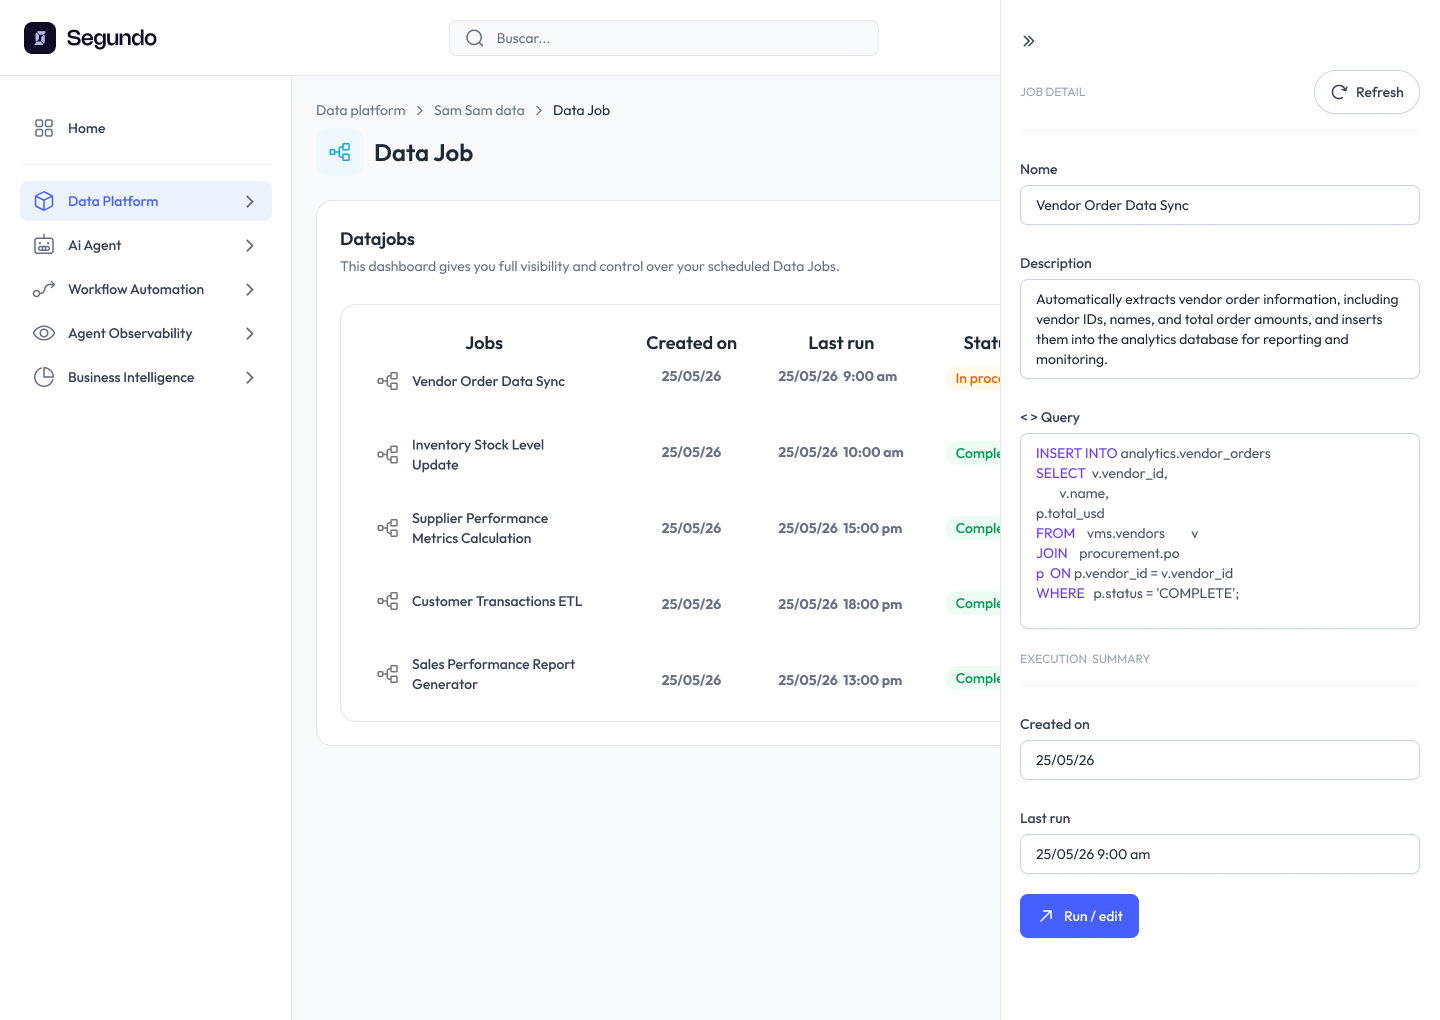 Segundo
Buscar...
Home
Data Platform
Ai Agent
Workflow Automation
Agent Observability
Business Intelligence
Data platform > Sam Sam data > Data Job
Data Job
Datajobs
This dashboard gives you full visibility and control over your scheduled Data Jobs.
Jobs Created on Last run Statu
Vendor Order Data Sync 25/05/26 25/05/26 9:00 am In proce
Inventory Stock Level
Update
25/05/26 25/05/26 10:00 am Comple
Supplier Performance
Metrics Calculation
25/05/26 25/05/26 15:00 pm Comple
Customer Transactions ETL 25/05/26 25/05/26 18:00 pm Comple
Sales Performance Report
Generator
25/05/26 25/05/26 13:00 pm Comple
JOB DETAIL
Refresh
Nome
Vendor Order Data Sync
Description
Automatically extracts vendor order information, including
vendor IDs, names, and total order amounts, and inserts
them into the analytics database for reporting and
monitoring.
< > Query
INSERT INTO analytics.vendor_orders
SELECT v.vendor_id,
v.name,
p.total_usd
FROM vms.vendors v
JOIN procurement.po
p ON p.vendor_id = v.vendor_id
WHERE p.status = 'COMPLETE';
EXECUTION SUMMARY
Created on
25/05/26
Last run
25/05/26 9:00 am
Run / edit